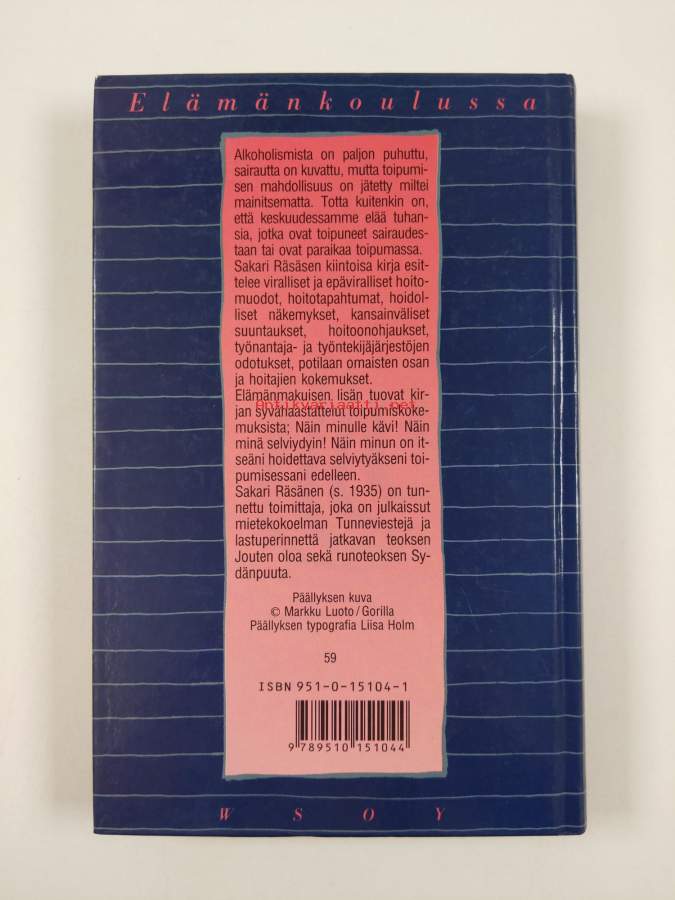 Elämänkoulussa
Alkoholismista on paljon puhuttu,
sairautta on kuvattu, mutta toipumi-
sen mahdollisuus on jätetty miltei
mainitsematta. Totta kuitenkin on,
että keskuudessamme elää tuhan-
sia, jotka ovat toipuneet sairaudes-
taan tai ovat paraikaa toipumassa.
Sakari Räsäsen kiintoisa kirja esit-
telee viralliset ja epäviralliset hoito-
muodot, hoitotapahtumat, hoidol-
liset näkemykset, kansainväliset
suuntaukset, hoitoonohjaukset,
työnantaja- ja työntekijäjärjestöjen
odotukset, potilaan omaisten osan
ja hoitajien kokemukset.
Elämänmakuisen lisän tuovat kir-
antikvariaatti.net
jan syvähaastattelut toipumiskoke-
muksista; Näin minulle kävi! Näin
minä selviydyin! Näin minun on it-
seäni hoidettava selviytyäkseni toi-
pumisessani edelleen.
Sakari Räsänen (s. 1935) on tun-
nettu toimittaja, joka on julkaissut
mietekokoelman Tunneviestejä ja
lastuperinnettä jatkavan teoksen
Jouten oloa sekä runoteoksen Sy-
dänpuuta.
Päällyksen kuva
© Markku Luoto/Gorilla
Päällyksen typografia Liisa Holm
59
ISBN 951-0-15104-1
9 789510 151044
WSOY